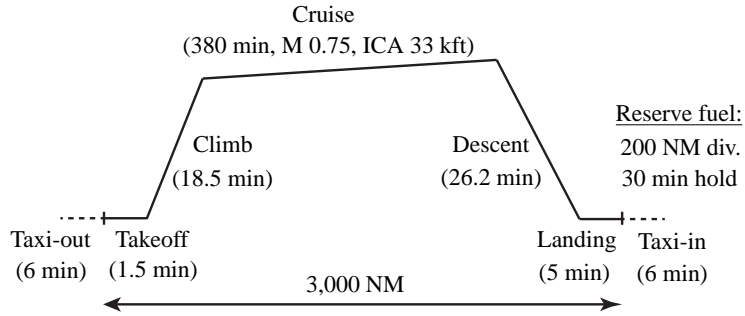 Cruise
(380 min, M 0.75, ICA 33 kft)
Climb
(18.5 min)
Descent
(26.2 min)
Reserve fuel:
200 NM div.
30 min hold
Taxi-out
(6 min)
Takeoff
(1.5 min)
Landing
(5 min)
Taxi-in
(6 min)
3,000 NM